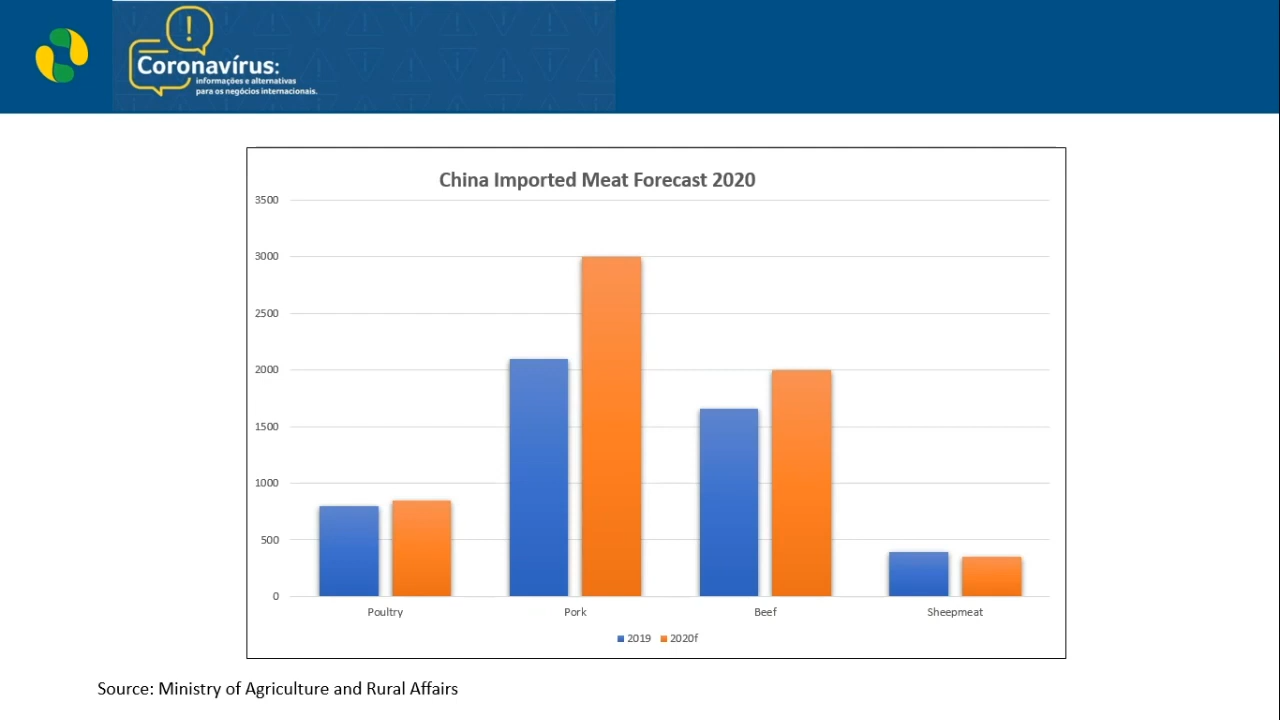 !
Coronavírus:
informações e alternativas
para os negócios internacionais.
China Imported Meat Forecast 2020
3500
3000
2500
2000
1500
1000
500
0
Poultry Pork Beef Sheepmeat
2019 2020f
Source: Ministry of Agriculture and Rural Affairs